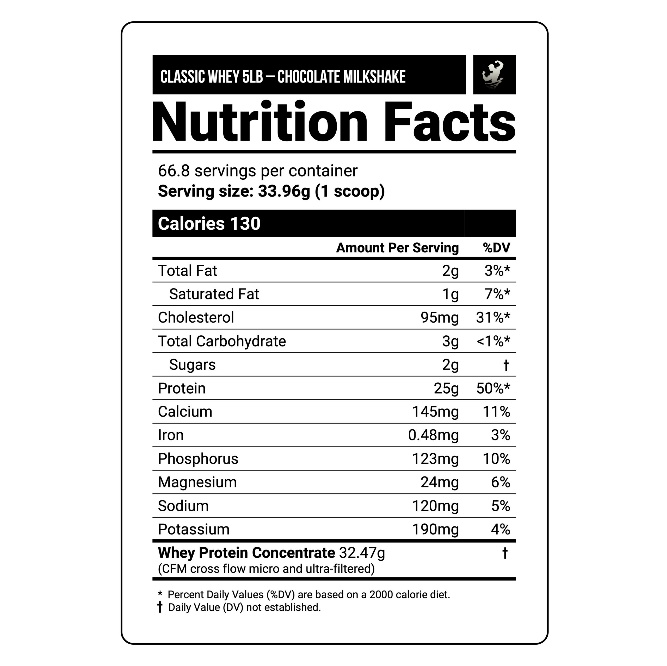 CLASSIC WHEY 5LB – CHOCOLATE MILKSHAKE
Nutrition Facts
66.8 servings per container
Serving size: 33.96g (1 scoop)
Calories 130
Amount Per Serving %DV
Total Fat 2g 3%*
Saturated Fat 1g 7%*
Cholesterol 95mg 31%*
Total Carbohydrate 3g <1%*
Sugars 2g †
Protein 25g 50%*
Calcium 145mg 11%
Iron 0.48mg 3%
Phosphorus 123mg 10%
Magnesium 24mg 6%
Sodium 120mg 5%
Potassium 190mg 4%
Whey Protein Concentrate 32.47g †
(CFM cross flow micro and ultra-filtered)
* Percent Daily Values (%DV) are based on a 2000 calorie diet.
† Daily Value (DV) not established.